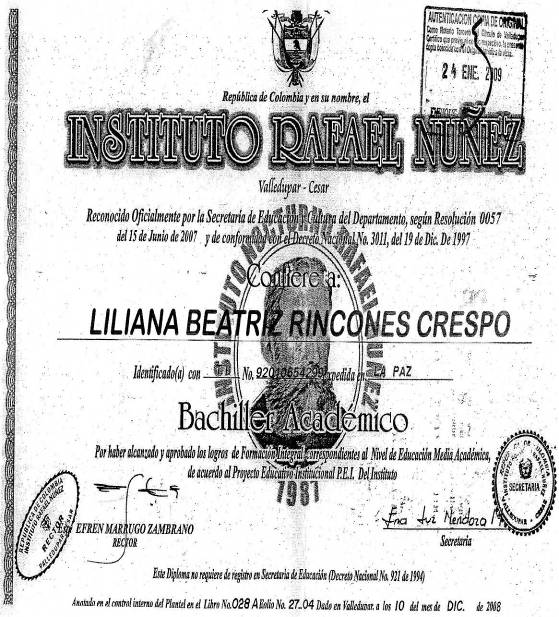 AUTENTICACION COPIA DE ORIGINAL
24 ENE. 2009
República de Colombia y en su nombre, el
INSTITUTO RAFAEL NUÑEZ
Valledupar - Cesar
Reconocido Oficialmente por la Secretaría de Educación y Cultura del Departamento, según Resolución 0057
del 15 de Junio de 2007 y de conformidad con el Decreto Nacional No. 3011, del 19 de Dic. De 1997
INSTITUTO NOCTURNO RAFAEL NUÑEZ
Confiere a:
LILIANA BEATRIZ RINCONES CRESPO
Identificado(a) con No. 92010654299 expedida en LA PAZ
Bachiller Académico
Por haber alcanzado y aprobado los logros de Formación Integral correspondientes al Nivel de Educación Media Académica,
de acuerdo al Proyecto Educativo Institucional P.E.I. Del Instituto
1981
REPUBLICA DE COLOMBIA
INSTITUTO RAFAEL NUÑEZ
RECTOR
VALLEDUPAR - CESAR
EFREN MARRUGO ZAMBRANO
RECTOR
Ena Luz Mendoza
Secretaria
SECRETARIA
VALLEDUPAR - CESAR
Este Diploma no requiere de registro en Secretaría de Educación (Decreto Nacional No. 921 de 1994)
Anotado en el control interno del Plantel en el Libro No. 028 A Folio No. 27-04 Dado en Valledupar, a los 10 del mes de DIC. de 2008